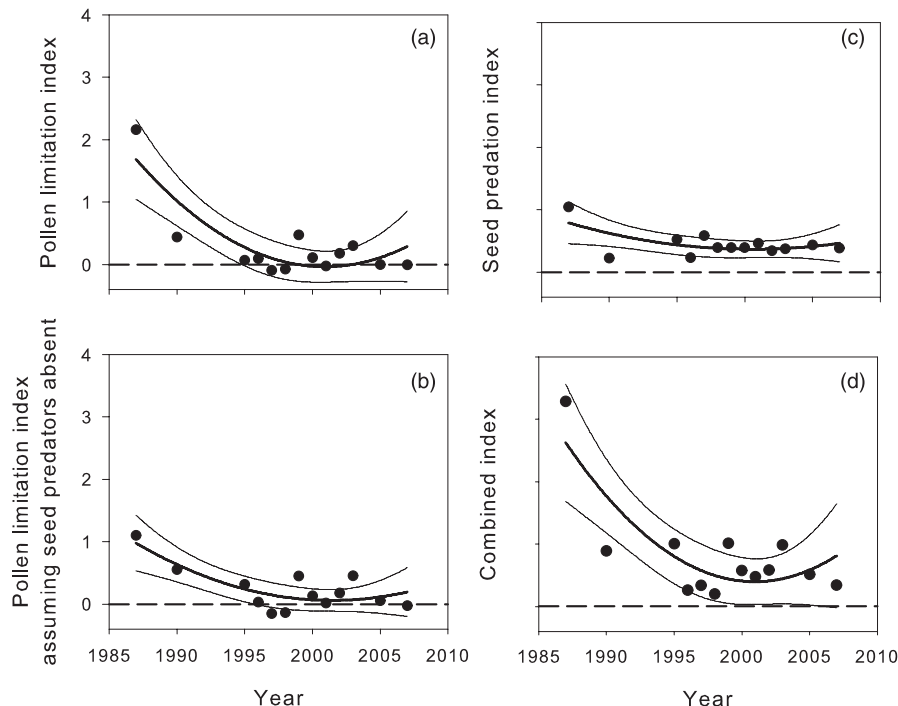 4
3
2
1
0
Pollen limitation index
(a)
Seed predation index
(c)
4
3
2
1
0
Pollen limitation index
assuming seed predators absent
(b)
1985 1990 1995 2000 2005 2010
Year
Combined index
(d)
1985 1990 1995 2000 2005 2010
Year